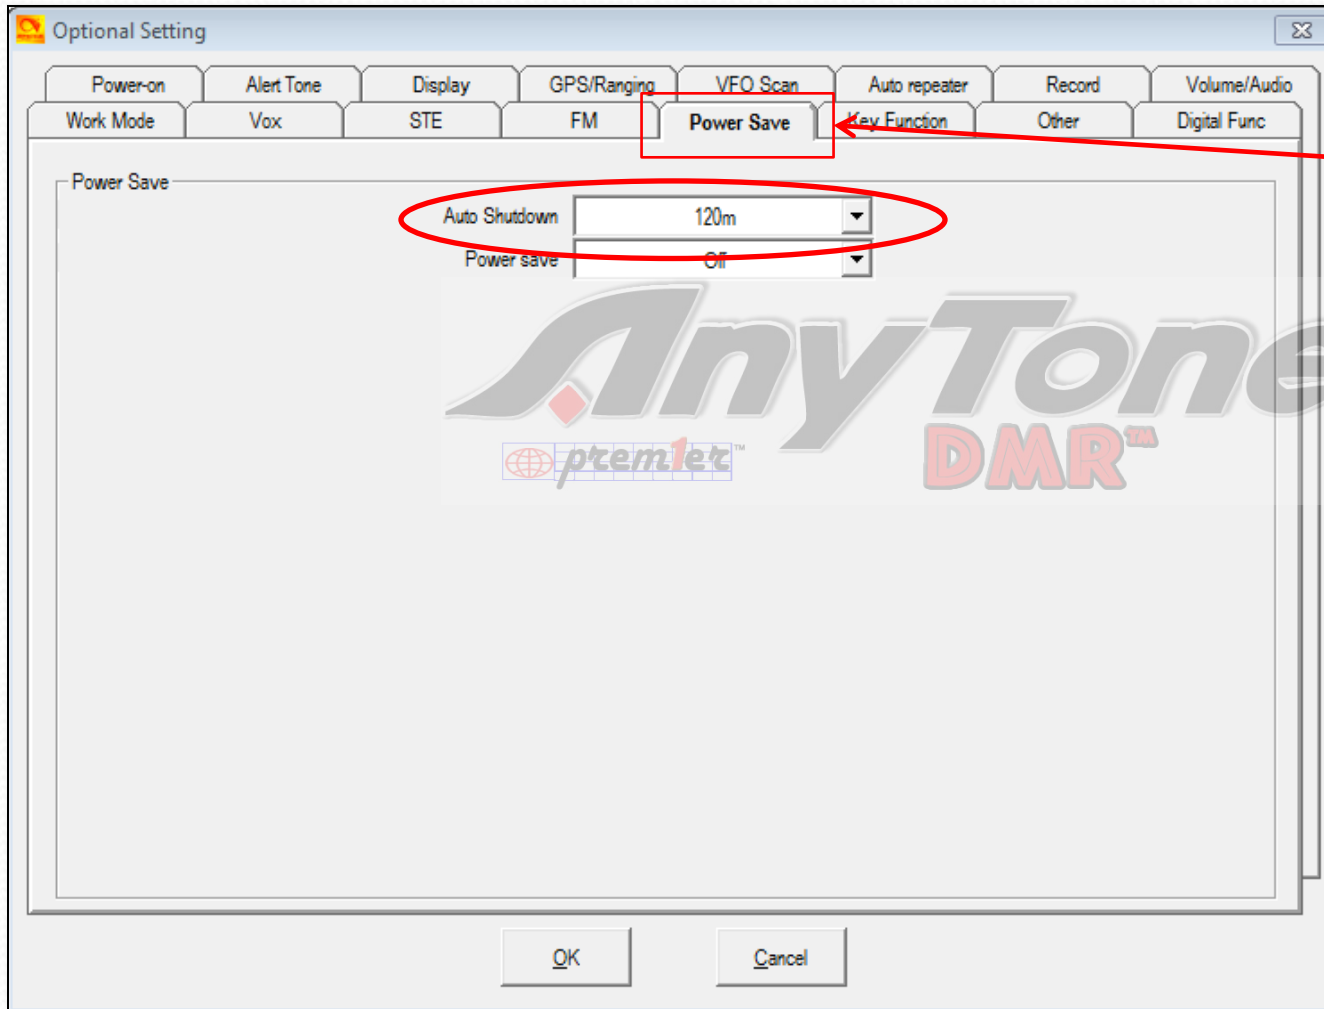 Optional Setting
Power-on Alert Tone Display GPS/Ranging VFO Scan Auto repeater Record Volume/Audio
Work Mode Vox STE FM Power Save Key Function Other Digital Func
Power Save
Auto Shutdown 120m
Power save Off
AnyTone
prem1er™ DMR™
OK Cancel